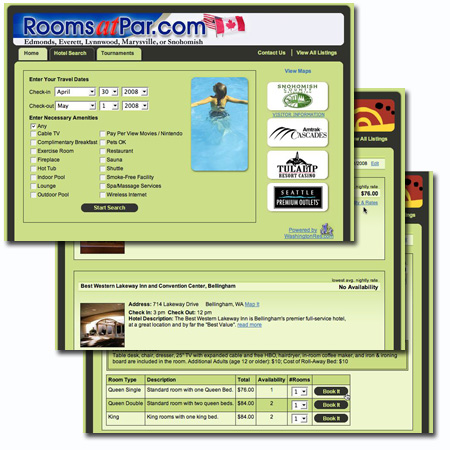 RoomsatPar.com
Edmonds, Everett, Lynnwood, Marysville, or Snohomish
Home Hotel Search Tournaments Contact Us View All Listings
Enter Your Travel Dates
Check-in April 30 2008
Check-out May 1 2008
Enter Necessary Amenities
Any
Cable TV Pay Per View Movies / Nintendo
Complimentary Breakfast Pets OK
Exercise Room Restaurant
Fireplace Sauna
Hot Tub Shuttle
Indoor Pool Smoke-Free Facility
Lounge Spa/Massage Services
Outdoor Pool Wireless Internet
Start Search
View Maps
SNOHOMISH
COUNTY
VISITOR INFORMATION
Amtrak
CASCADES
TULALIP
RESORT CASINO
SEATTLE
PREMIUM OUTLETS
Powered by
WashingtonRez.com
Listings
/2008 Edit
nightly rate
$76.00
& Rates
lowest avg. nightly rate
Best Western Lakeway Inn and Convention Center, Bellingham No Availability
Address: 714 Lakeway Drive Bellingham, WA Map it
Check In: 3 pm Check Out: 12 pm
Hotel Description: The Best Western Lakeway Inn is Bellingham's premier full-service hotel,
at a great location and by far the "Best Value". read more
View All Listings
Table desk, chair, dresser, 25" TV with expanded cable and free HBO, hairdryer, in-room coffee maker, and iron & ironing
board are included in the room. Additional Adults (age 12 or older): $10; Cost of Roll-Away Bed: $10
Room Type Description Total Availability #Rooms
Queen Single Standard room with one Queen Bed. $76.00 1 1 Book It
Queen Double Standard room with two queen beds. $84.00 2 1 Book It
King King rooms with one king bed. $84.00 2 1 Book It